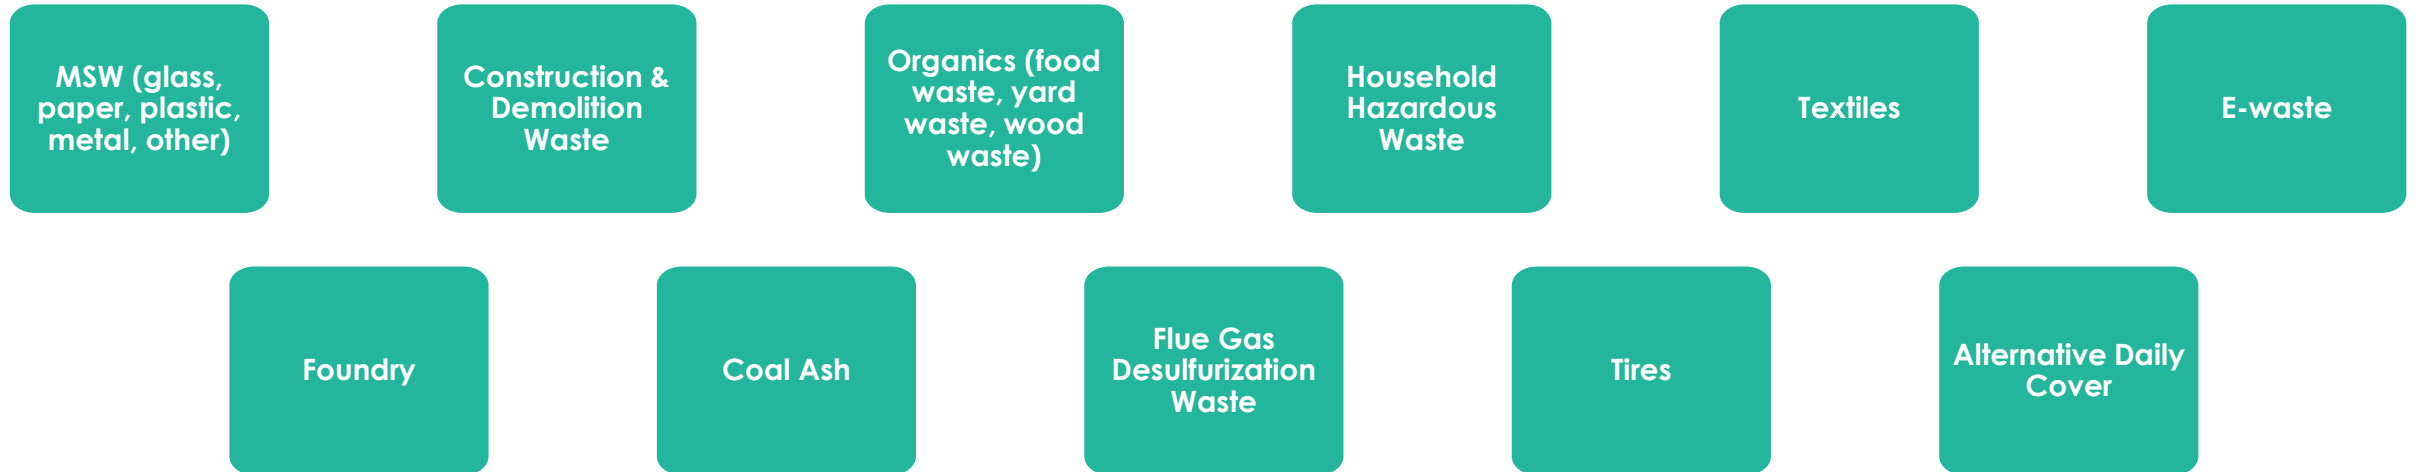 MSW (glass,
paper, plastic,
metal, other)
Construction &
Demolition
Waste
Organics (food
waste, yard
waste, wood
waste)
Household
Hazardous
Waste
Textiles
E-waste
Foundry
Coal Ash
Flue Gas
Desulfurization
Waste
Tires
Alternative Daily
Cover